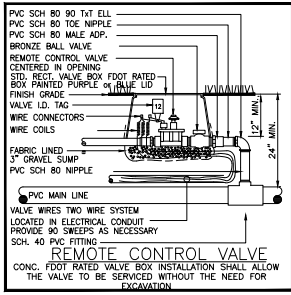 PVC SCH 80 90 TxT ELL
PVC SCH 80 TOE NIPPLE
PVC SCH 80 MALE ADP.
BRONZE BALL VALVE
REMOTE CONTROL VALVE
CENTERED IN OPENING
STD. RECT. VALVE BOX FDOT RATED
BOX PAINTED PURPLE or BLUE LID
FINISH GRADE
VALVE I.D. TAG
12
WIRE CONNECTORS
WIRE COILS
12" MIN.
24" MIN.
FABRIC LINED
3" GRAVEL SUMP
PVC SCH 80 NIPPLE
PVC MAIN LINE
VALVE WIRES TWO WIRE SYSTEM
LOCATED IN ELECTRICAL CONDUIT
PROVIDE 90 SWEEPS AS NECESSARY
SCH. 40 PVC FITTING
REMOTE CONTROL VALVE
CONC. FDOT RATED VALVE BOX INSTALLATION SHALL ALLOW
THE VALVE TO BE SERVICED WITHOUT THE NEED FOR
EXCAVATION